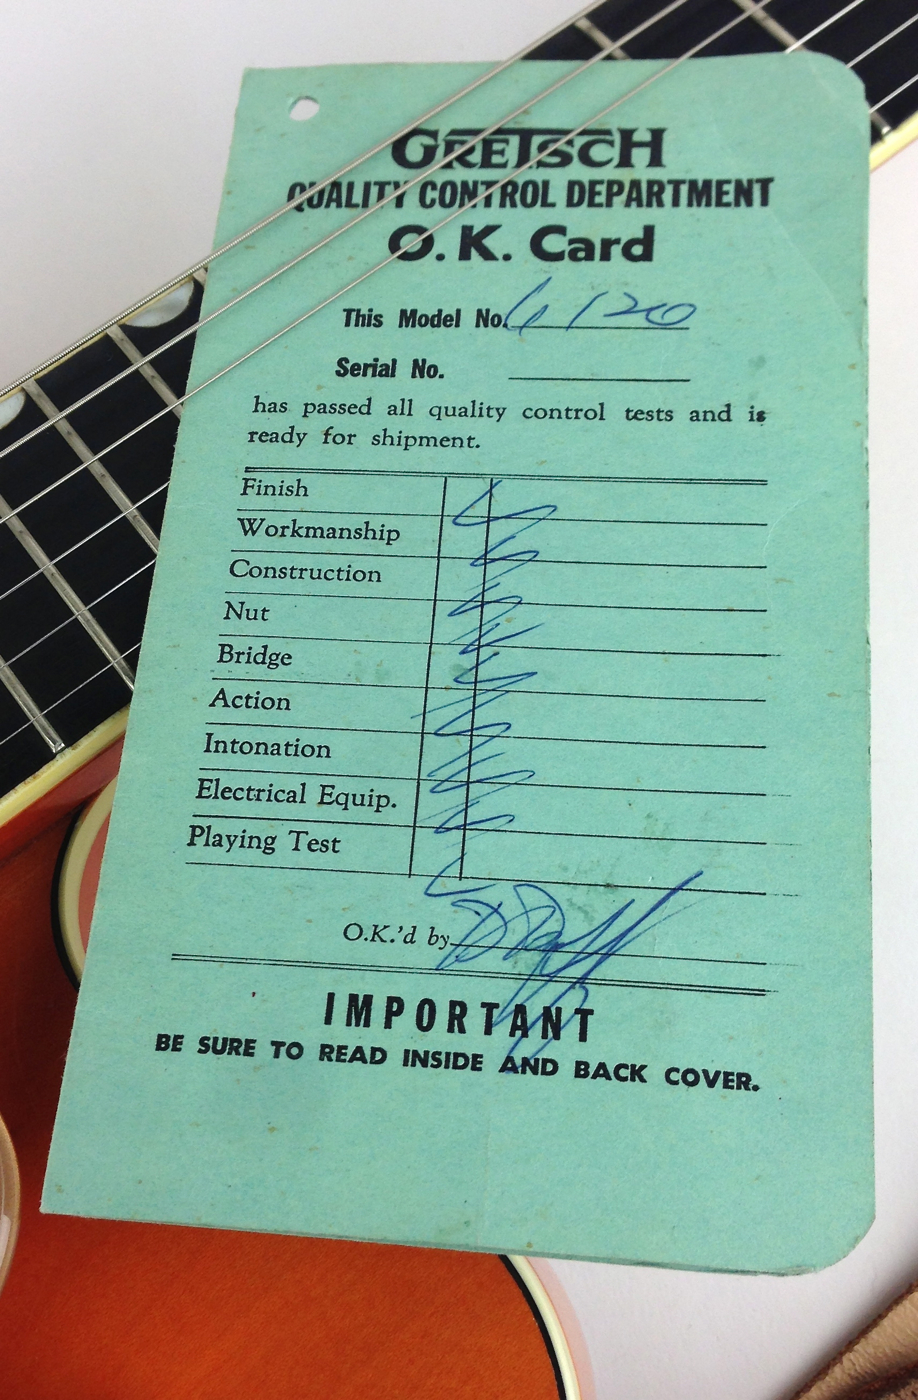 GRETSCH
QUALITY CONTROL DEPARTMENT
O.K. Card
This Model No. 6120
Serial No.
has passed all quality control tests and is
ready for shipment.
Finish
Workmanship
Construction
Nut
Bridge
Action
Intonation
Electrical Equip.
Playing Test
O.K.'d by
IMPORTANT
BE SURE TO READ INSIDE AND BACK COVER.